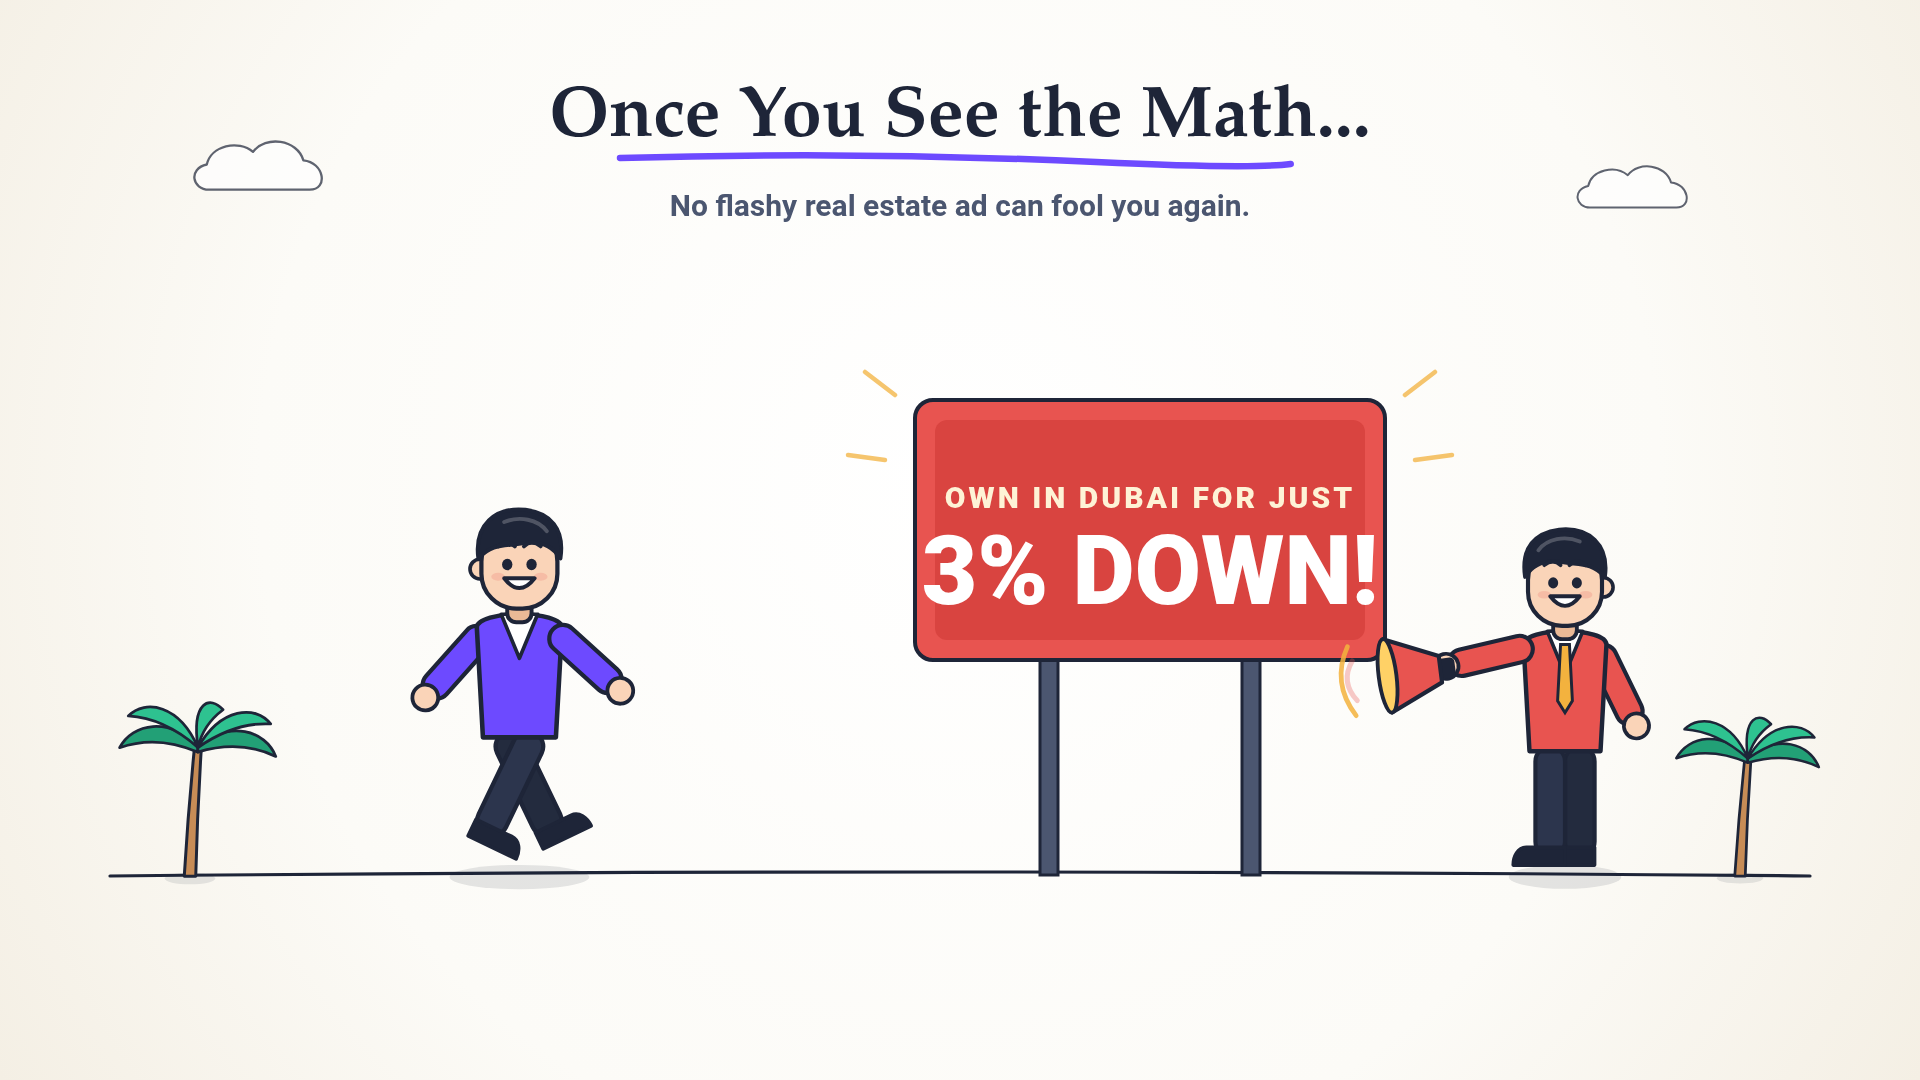 Once You See the Math...
No flashy real estate ad can fool you again.
OWN IN DUBAI FOR JUST
3% DOWN!